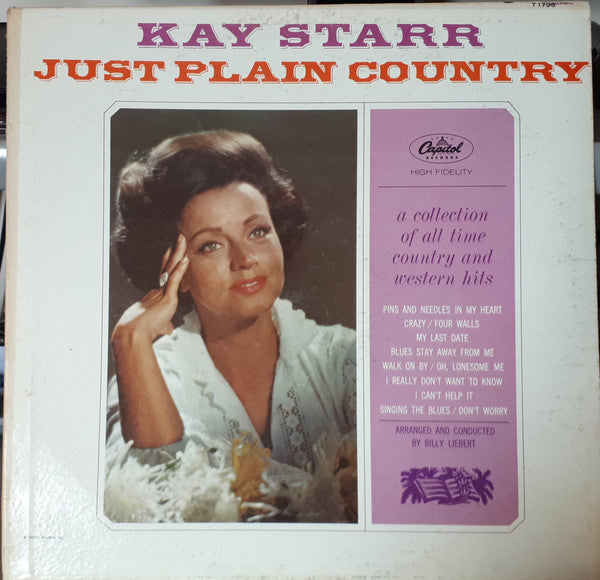 T1795
KAY STARR
JUST PLAIN COUNTRY
Capitol
RECORDS
HIGH FIDELITY
a collection
of all time
country and
western hits
PINS AND NEEDLES IN MY HEART
CRAZY / FOUR WALLS
MY LAST DATE
BLUES STAY AWAY FROM ME
WALK ON BY / OH, LONESOME ME
I REALLY DON'T WANT TO KNOW
I CAN'T HELP IT
SINGING THE BLUES / DON'T WORRY
ARRANGED AND CONDUCTED
BY BILLY LIEBERT